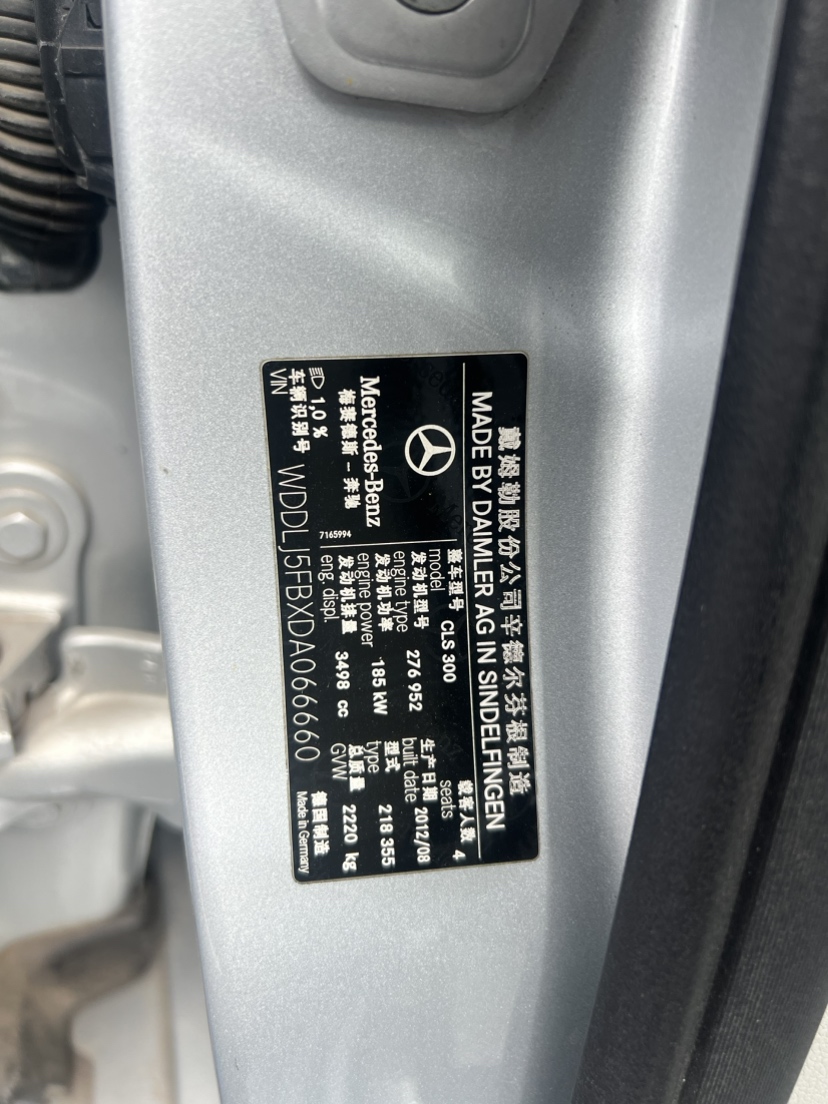 戴姆勒股份公司辛德尔芬根制造
MADE BY DAIMLER AG IN SINDELFINGEN
整车型号 CLS 300 载客人数 4
model seats
发动机型号 276 952 生产日期 2012/08
engine type built date
发动机功率 185 kW 型式 218 355
engine power type
发动机排量 3498 cc 总质量 2220 kg
eng. displ. GVW
Mercedes-Benz
梅赛德斯－奔驰
7165994
1,0 %
车辆识别号
VIN WDDLJ5FBXDA066660
德国制造
Made in Germany